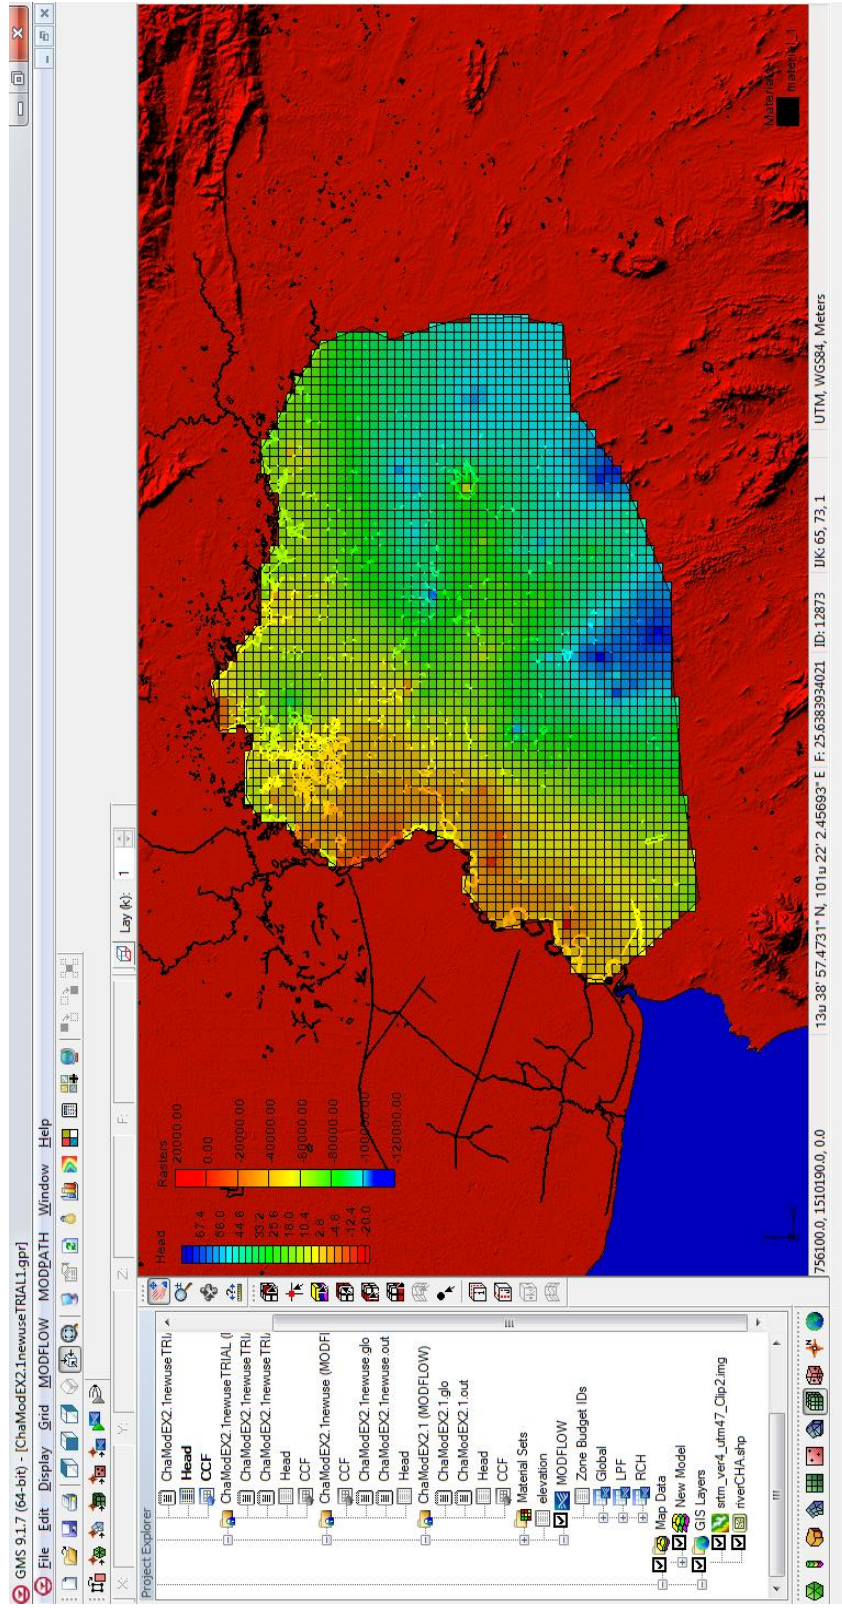 GMS 9.1.7 (64-bit) - [ChaModEX2.1newuseTRIAL1.gpr]
File Edit Display Grid MODFLOW MODPATH Window Help
X: Y: Z: F: Lay (k): 1
Project Explorer
ChaModEX2.1newuseTRI
Head
CCF
ChaModEX2.1newuseTRIAL (
ChaModEX2.1newuseTRI
ChaModEX2.1newuseTRI
Head
CCF
ChaModEX2.1newuse (MODFl
CCF
ChaModEX2.1newuse.glo
ChaModEX2.1newuse.out
Head
ChaModEX2.1 (MODFLOW)
ChaModEX2.1.glo
ChaModEX2.1.out
Head
CCF
Material Sets
elevation
MODFLOW
Zone Budget IDs
Global
LPF
RCH
Map Data
New Model
GIS Layers
srtm_ver4_utm47_Clip2.img
riverCHA.shp
Head
67.4
56.0
44.6
33.2
25.6
18.0
10.4
2.8
-4.8
-12.4
-20.0
Rasters
20000.00
0.00
-20000.00
-40000.00
-60000.00
-80000.00
-100000.00
-120000.00
Materials
material_1
756100.0, 1510190.0, 0.0
13µ 38' 57.4731" N, 101µ 22' 2.45693" E F: 25.6383934021 ID: 12873 IJK: 65, 73, 1
UTM, WGS84, Meters